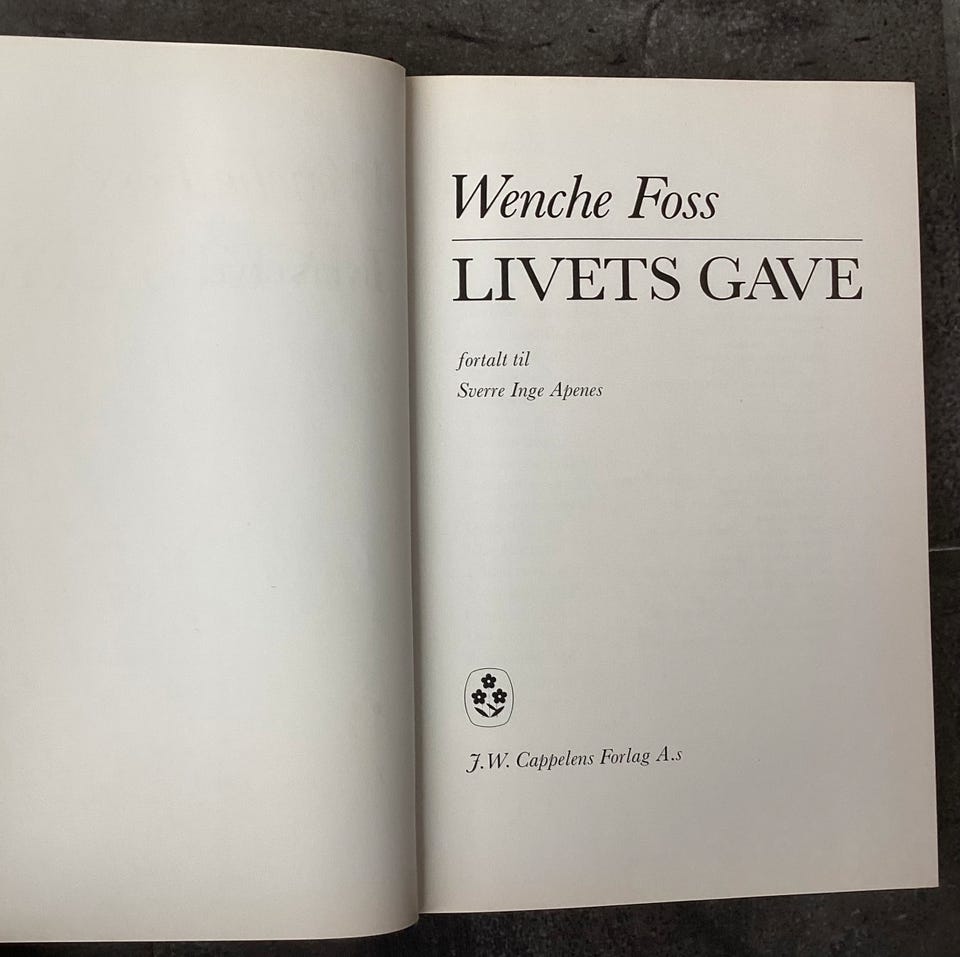 Wenche Foss
LIVETS GAVE
fortalt til
Sverre Inge Apenes
J.W. Cappelens Forlag A.s